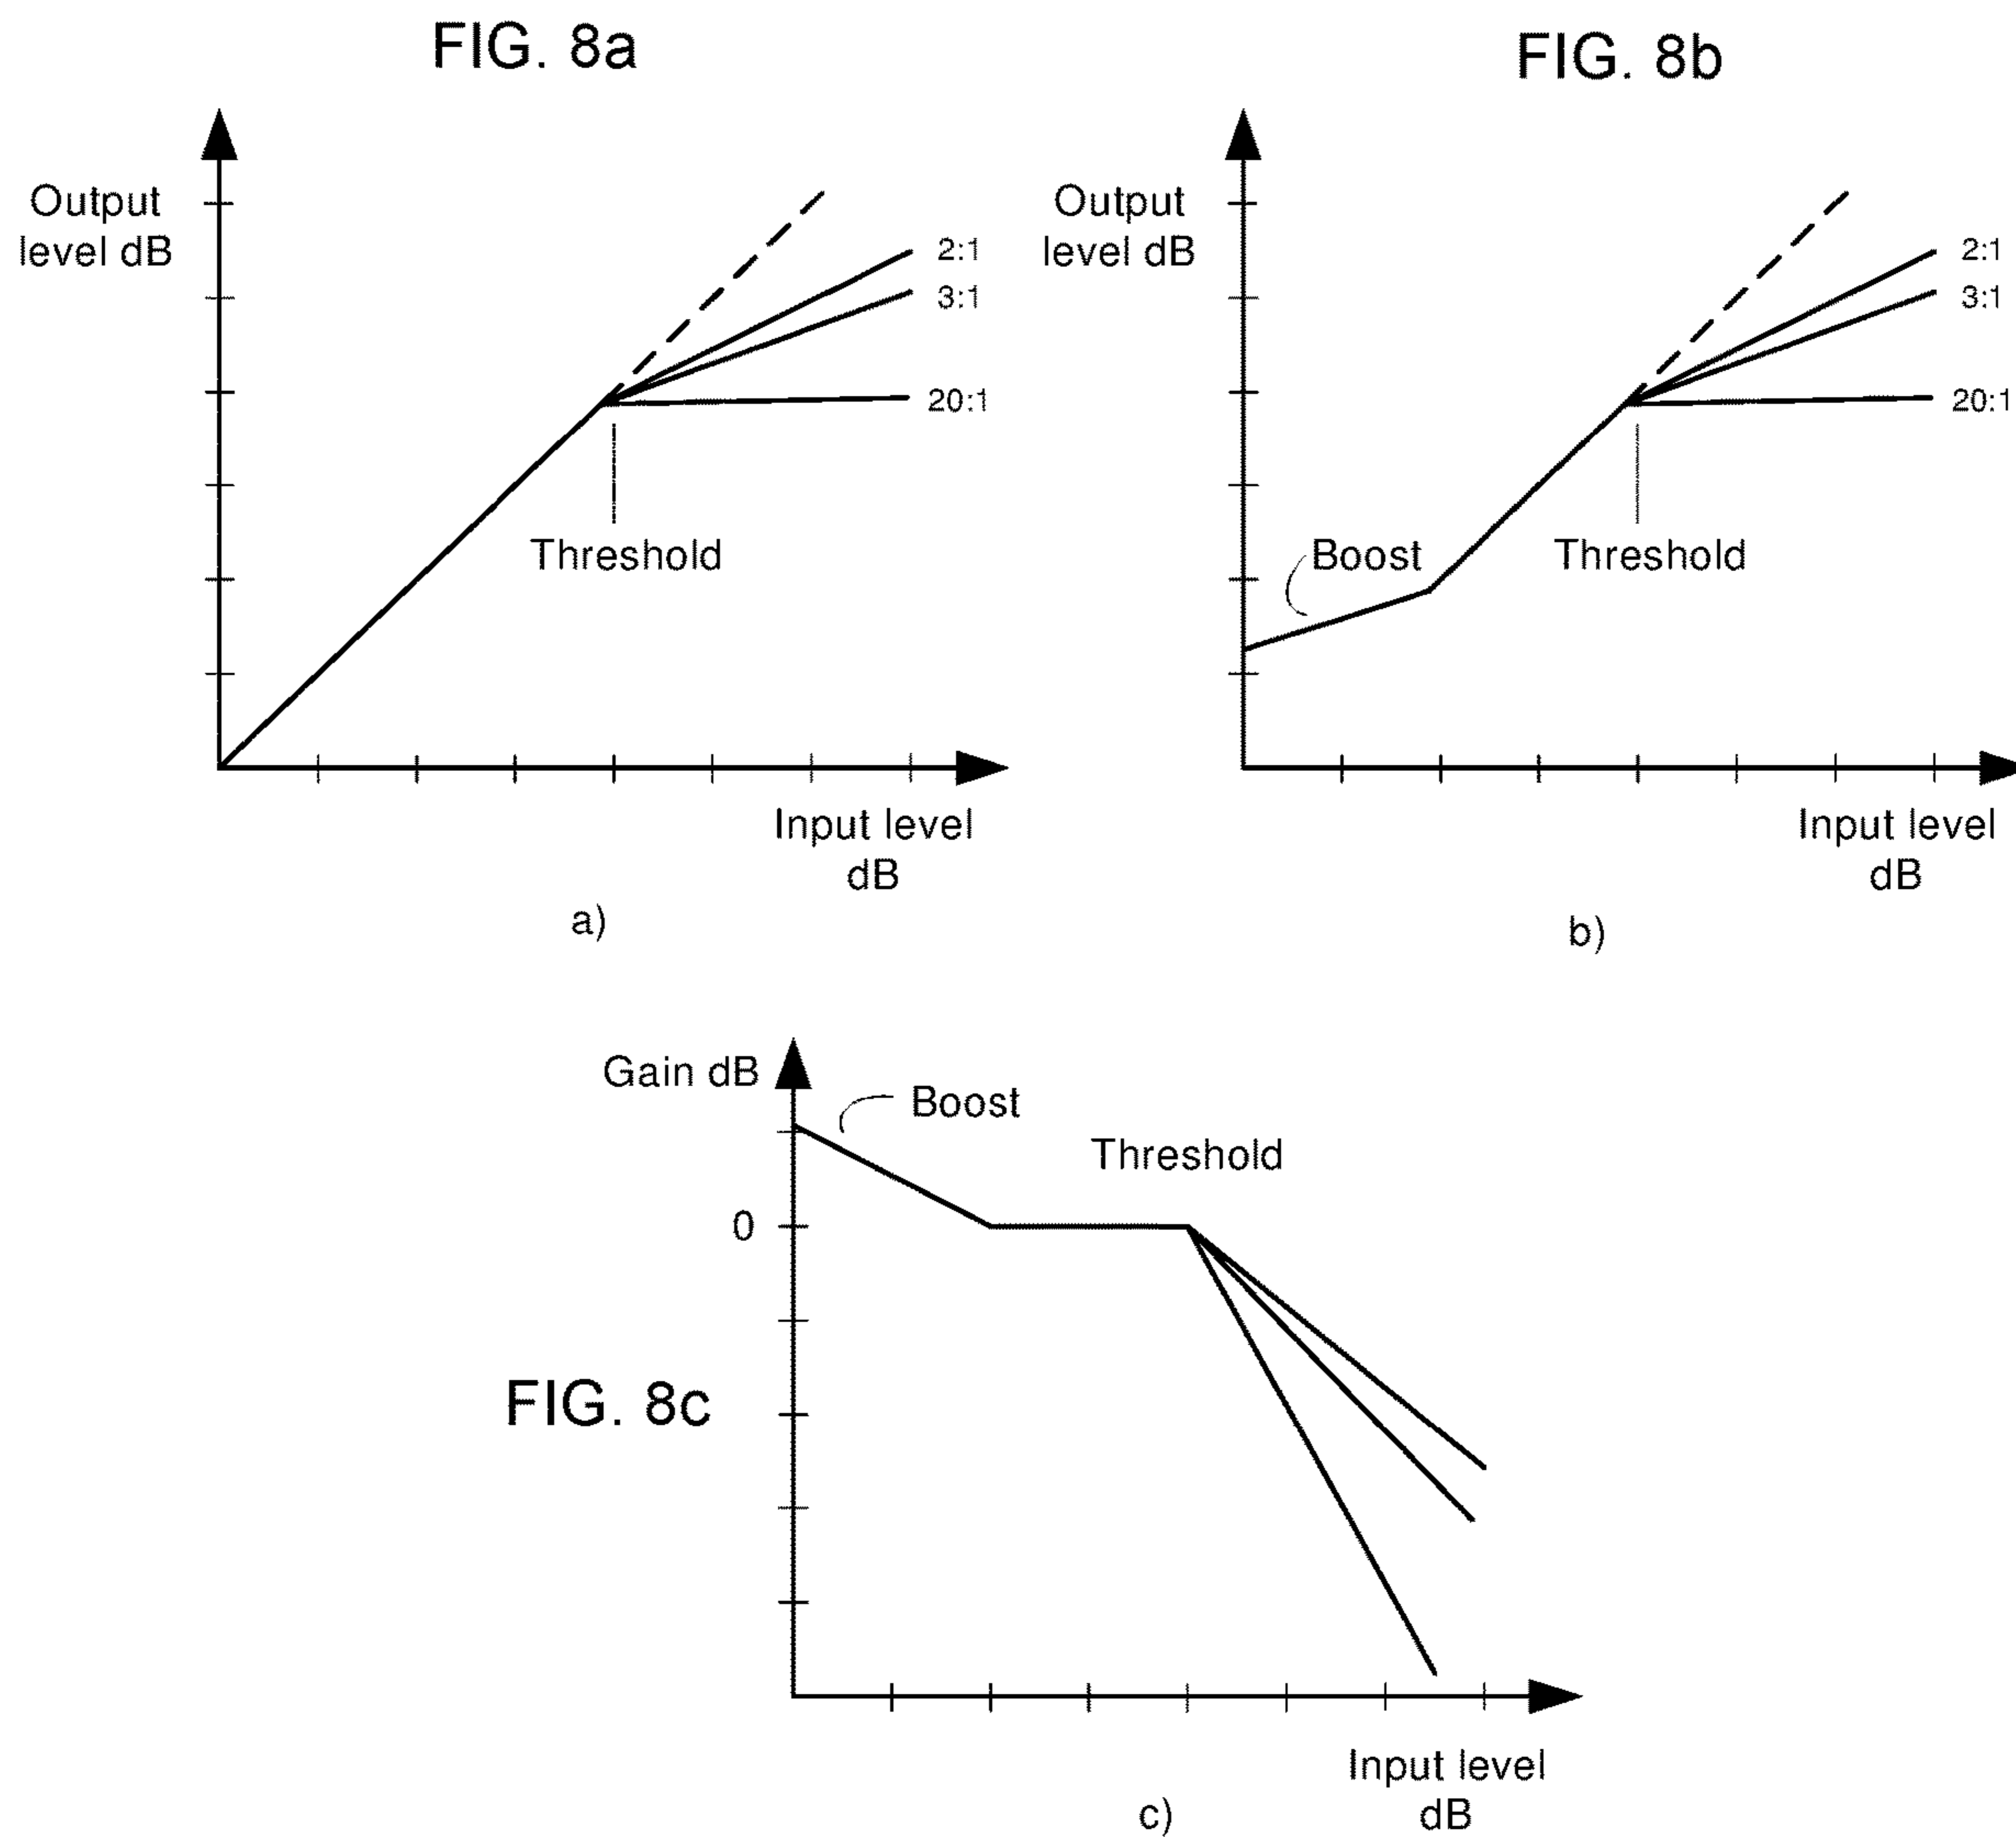 FIG. 8a
Output
level dB
2:1
3:1
20:1
Threshold
Input level
dB
a)
FIG. 8b
Output
level dB
2:1
3:1
20:1
Boost
Threshold
Input level
dB
b)
Gain dB
Boost
Threshold
0
FIG. 8c
Input level
dB
c)